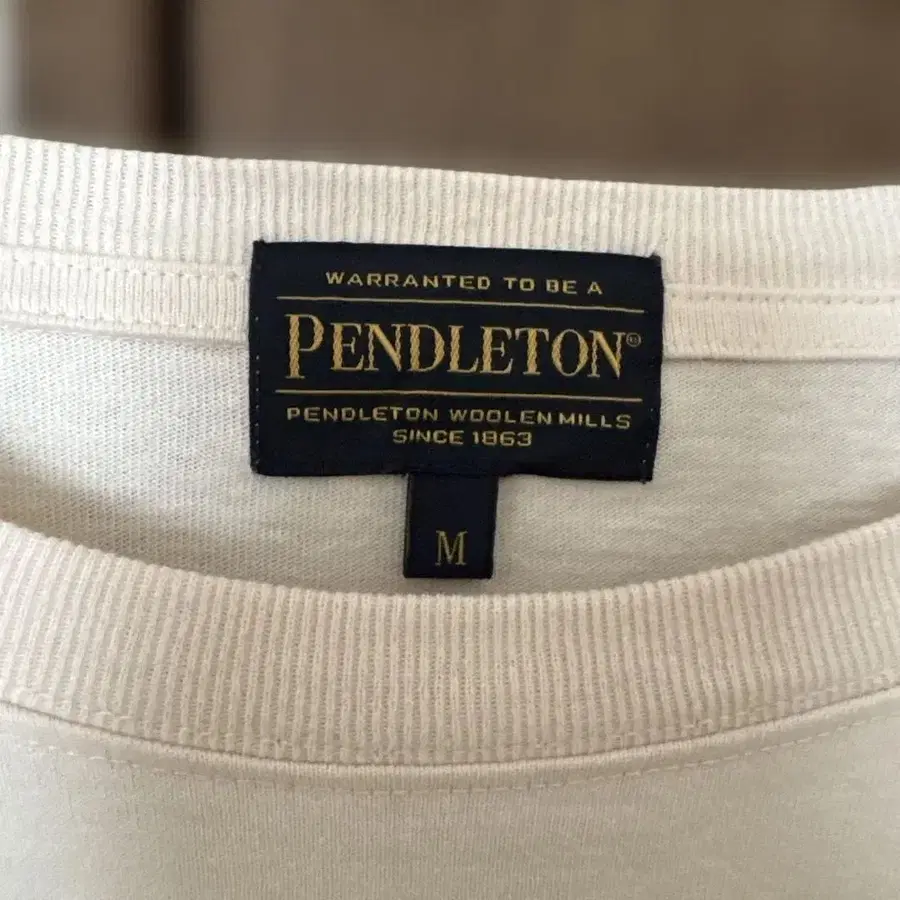 WARRANTED TO BE A
PENDLETON®
PENDLETON WOOLEN MILLS
SINCE 1863
M